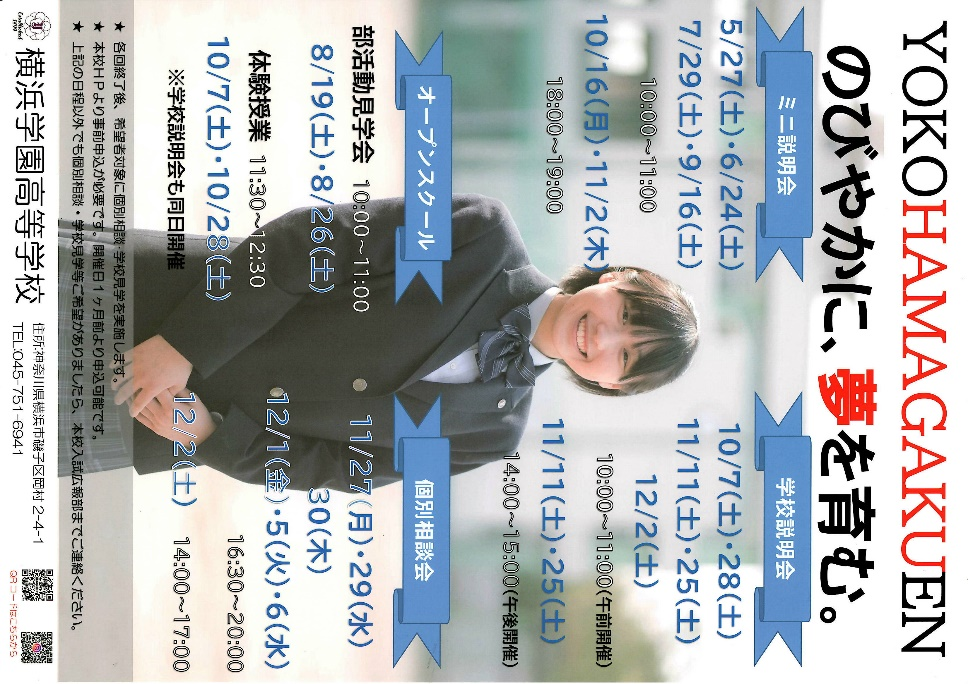 YOKOHAMAGAKUEN
のびやかに、夢を育む。
ミニ説明会
5/27(土)・6/24(土)
7/29(土)・9/16(土)
10:00~11:00
10/16(月)・11/2(木)
18:00~19:00
学校説明会
10/7(土)・28(土)
11/11(土)・25(土)
12/2(土)
10:00~11:00(午前開催)
11/11(土)・25(土)
14:00~15:00(午後開催)
オープンスクール
部活動見学会 10:00~11:00
8/19(土)・8/26(土)
体験授業 11:30~12:30
10/7(土)・10/28(土)
※学校説明会も同日開催
個別相談会
11/27(月)・29(水)
30(木)
12/1(金)・5(火)・6(水)
16:30~20:00
12/2(土) 14:00~17:00
★ 各回終了後、希望者対象に個別相談・学校見学を実施します。
★ 本校HPより事前申込が必要です。開催日1ヶ月前より申込可能です。
★ 上記の日程以外でも個別相談・学校見学等ご希望がありましたら、本校入試広報部までご連絡ください。
横浜学園高等学校
住所:神奈川県横浜市磯子区岡村 2-4-1
TEL:045-751-6941
QRコードはこちらから